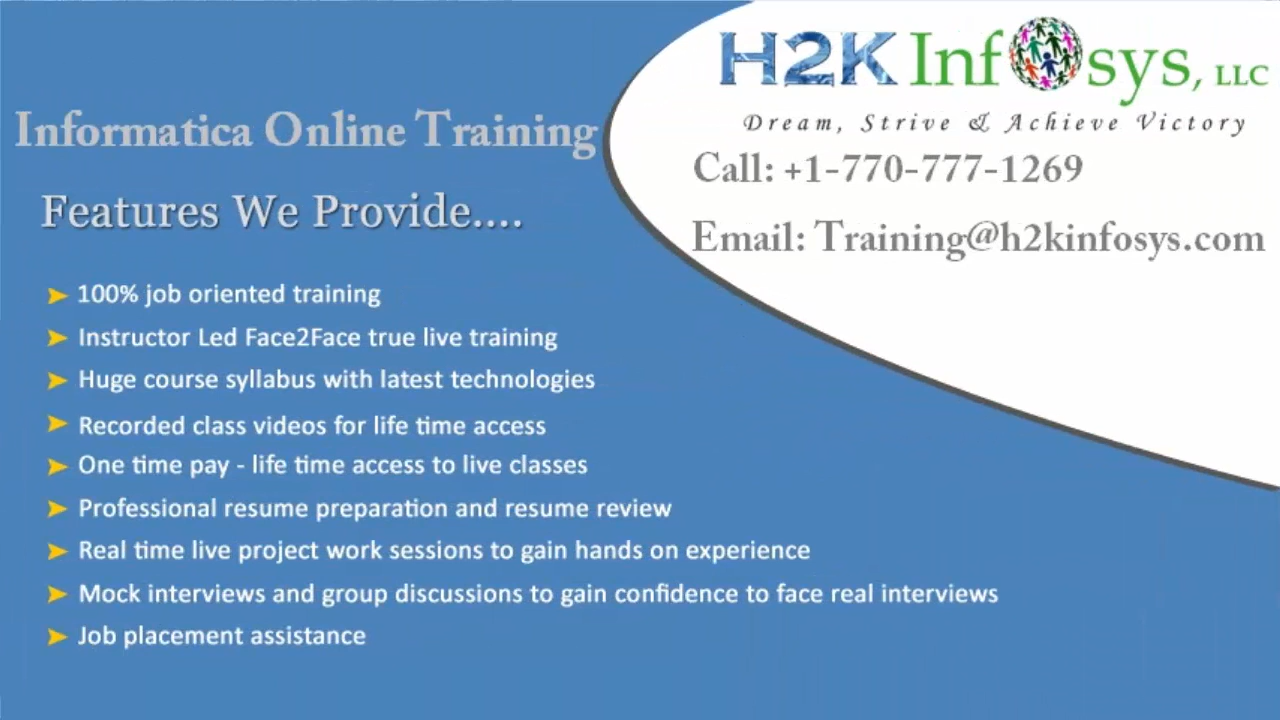 H2K Infosys, LLC
Dream, Strive & Achieve Victory
Call: +1-770-777-1269
Email: Training@h2kinfosys.com
Informatica Online Training
Features We Provide....
100% job oriented training
Instructor Led Face2Face true live training
Huge course syllabus with latest technologies
Recorded class videos for life time access
One time pay - life time access to live classes
Professional resume preparation and resume review
Real time live project work sessions to gain hands on experience
Mock interviews and group discussions to gain confidence to face real interviews
Job placement assistance